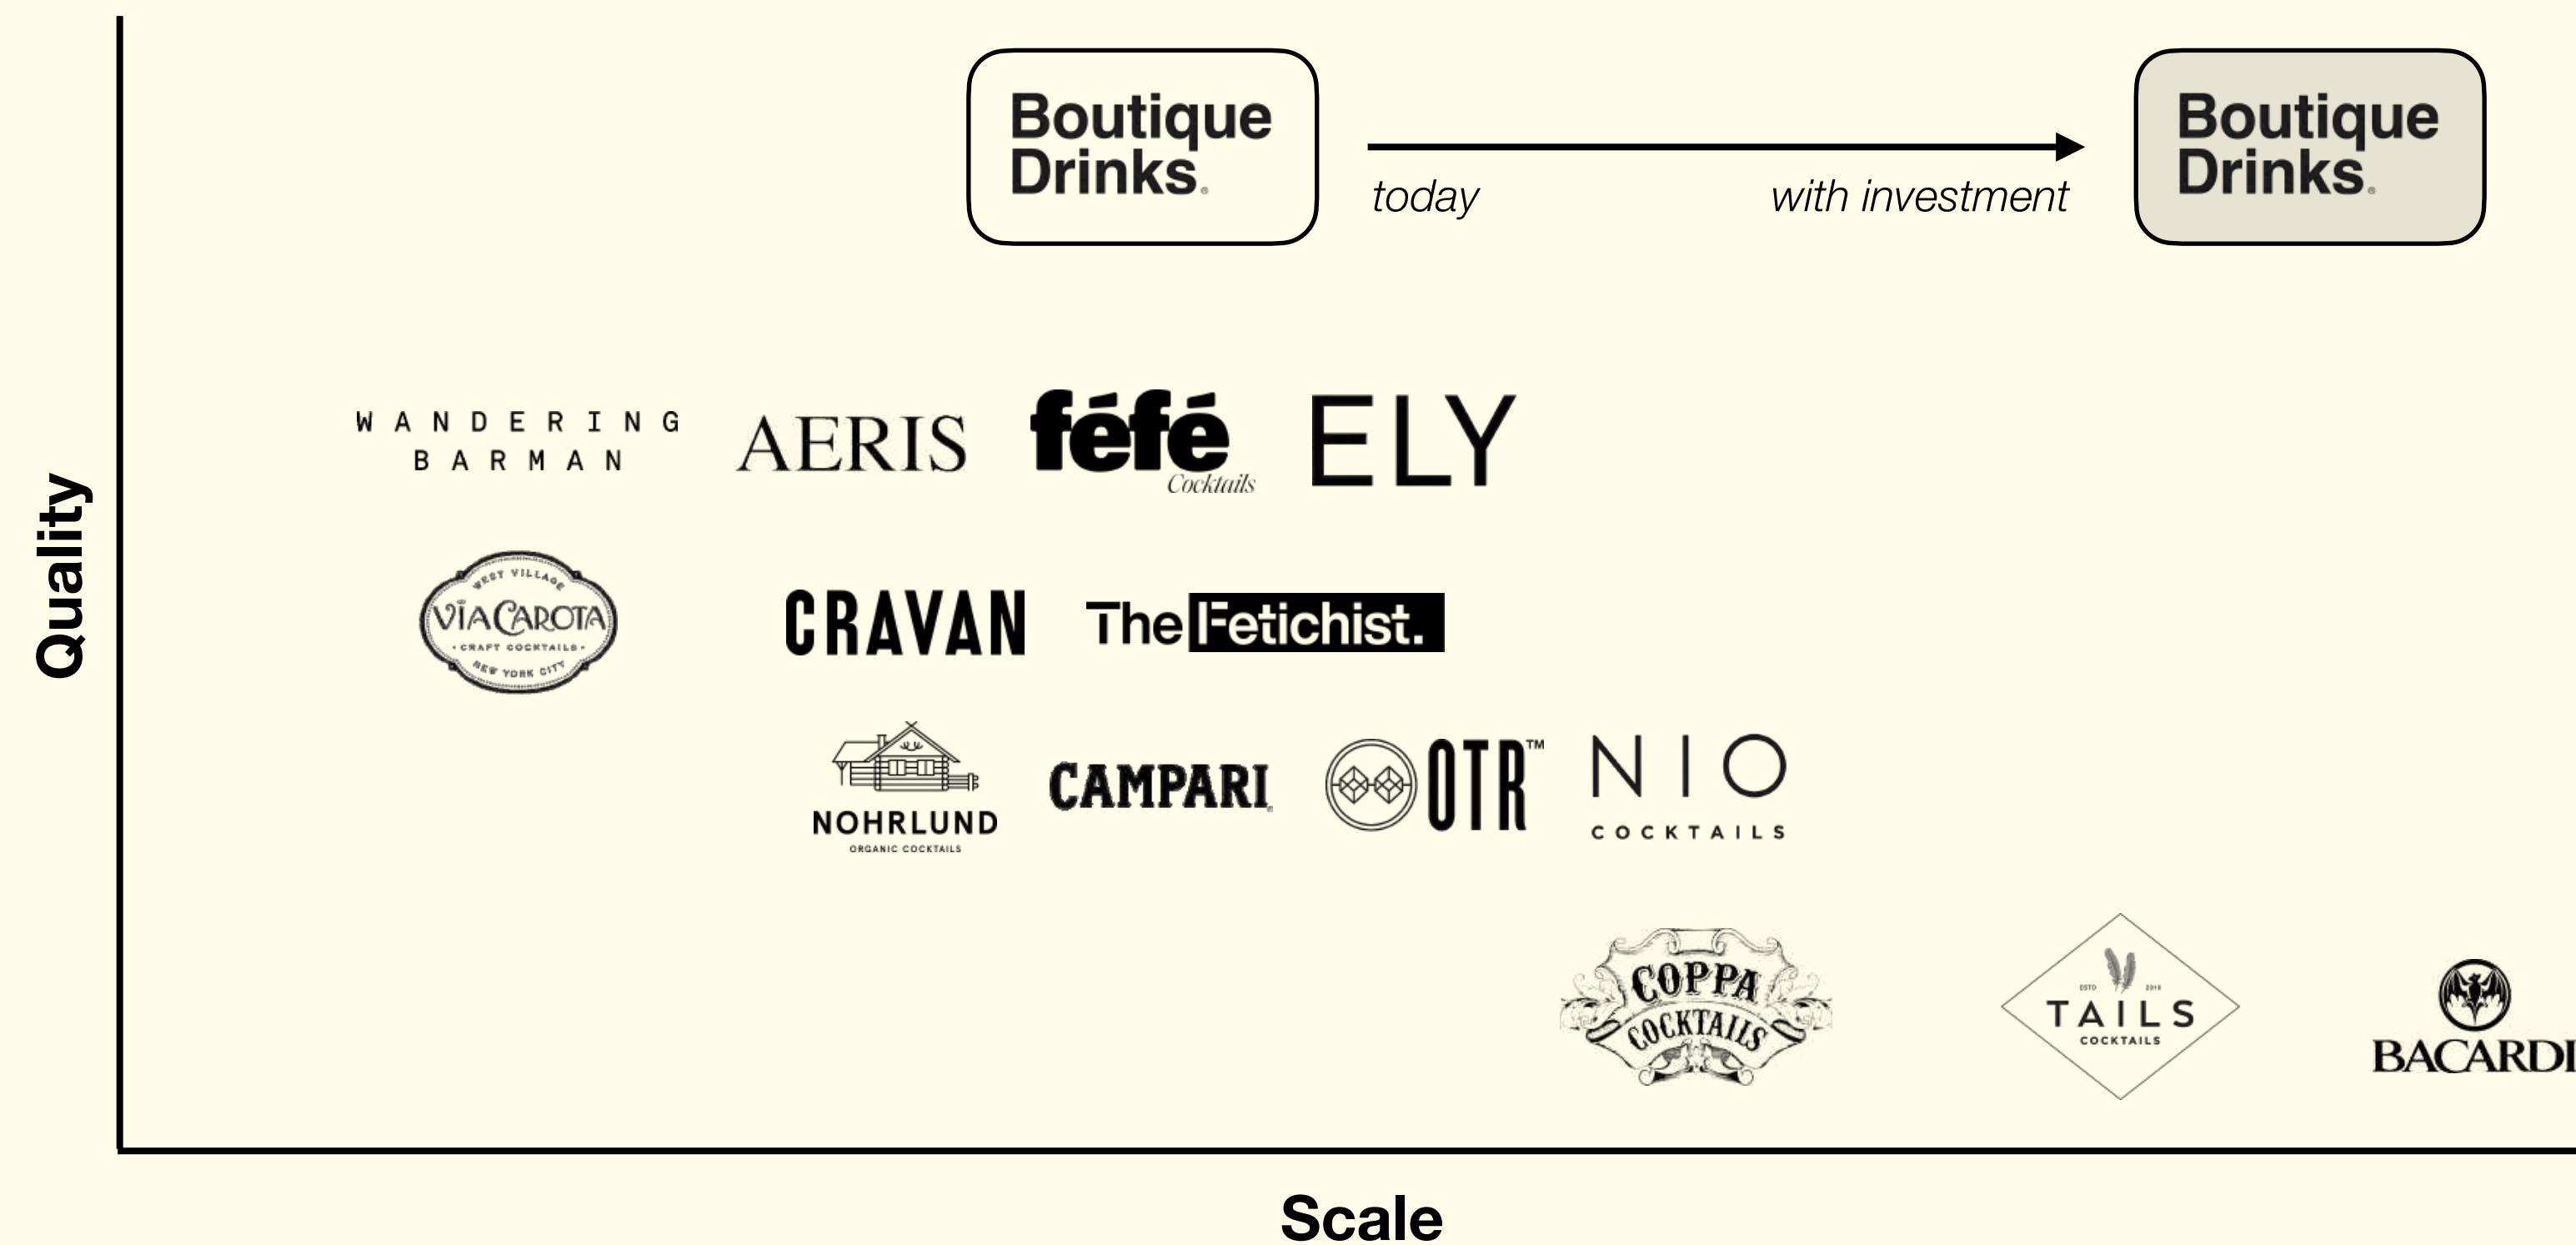 Boutique
Drinks®
today
with investment
Boutique
Drinks®
WANDERING
BARMAN
AERIS
féfé
Cocktails
ELY
Quality
WEST VILLAGE
VIA CAROTA
· CRAFT COCKTAILS ·
NEW YORK CITY
CRAVAN
The Fetichist.
NOHRLUND
ORGANIC COCKTAILS
CAMPARI
OTR™
NIO
COCKTAILS
COPPA
COCKTAILS
ESTD
TAILS
COCKTAILS
BACARDI
Scale